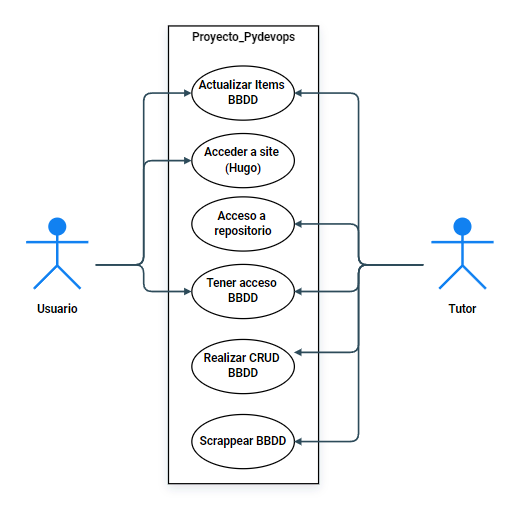 Proyecto_Pydevops
Actualizar Items
BBDD
Acceder a site
(Hugo)
Acceso a
repositorio
Tener acceso
BBDD
Usuario
Tutor
Realizar CRUD
BBDD
Scrappear BBDD